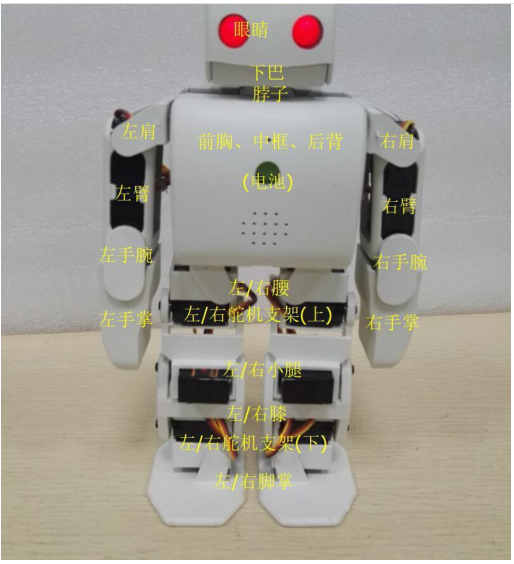 眼睛
下巴
脖子
左肩
前胸、中框、后背
右肩
(电池)
左臂
右臂
左手腕
右手腕
左/右腰
左手掌
左/右舵机支架(上)
右手掌
左/右小腿
左/右膝
左/右舵机支架(下)
左/右脚掌